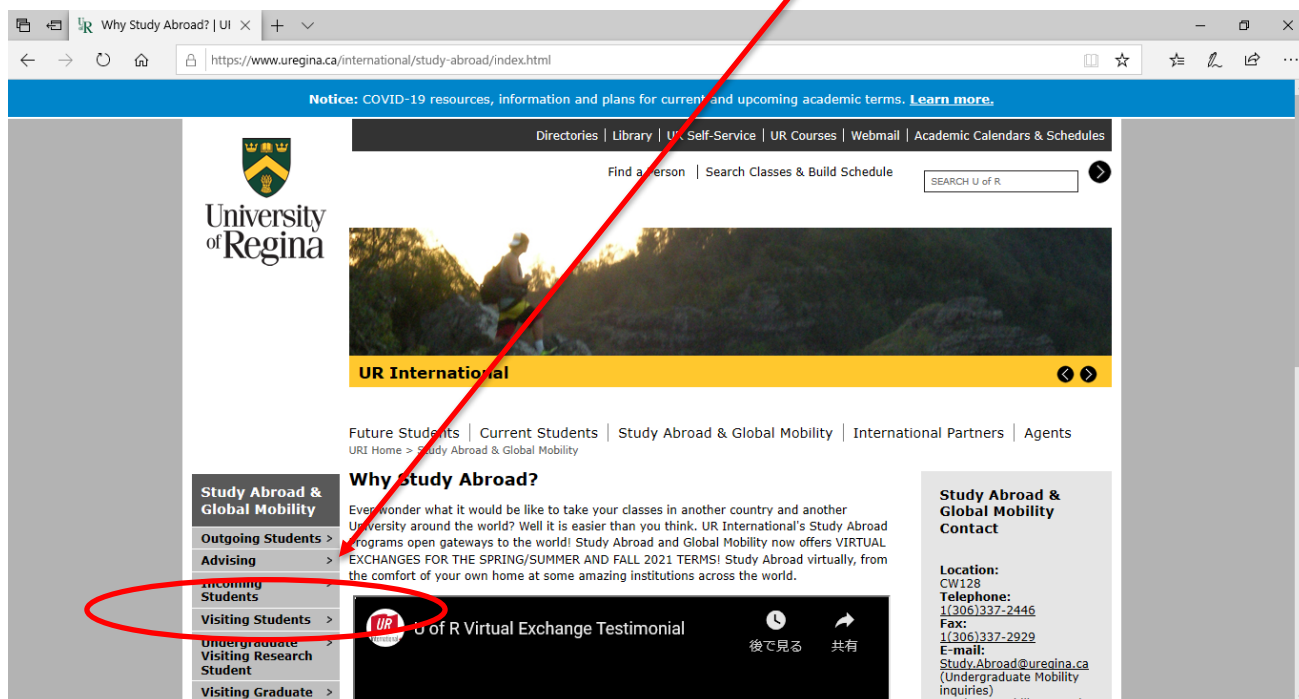 Why Study Abroad? | UI
https://www.uregina.ca/international/study-abroad/index.html
Notice: COVID-19 resources, information and plans for current and upcoming academic terms. Learn more.
Directories | Library | UR Self-Service | UR Courses | Webmail | Academic Calendars & Schedules
Find a Person | Search Classes & Build Schedule
SEARCH U of R
University
of Regina
UR International
Future Students | Current Students | Study Abroad & Global Mobility | International Partners | Agents
URI Home > Study Abroad & Global Mobility
Study Abroad &
Global Mobility
Outgoing Students >
Advising >
Incoming >
Students
Visiting Students >
Undergraduate >
Visiting Research
Student
Visiting Graduate >
Why Study Abroad?
Ever wonder what it would be like to take your classes in another country and another
University around the world? Well it is easier than you think. UR International's Study Abroad
Programs open gateways to the world! Study Abroad and Global Mobility now offers VIRTUAL
EXCHANGES FOR THE SPRING/SUMMER AND FALL 2021 TERMS! Study Abroad virtually, from
the comfort of your own home at some amazing institutions across the world.
UR
International
U of R Virtual Exchange Testimonial
後で見る
共有
Study Abroad &
Global Mobility
Contact
Location:
CW128
Telephone:
1(306)337-2446
Fax:
1(306)337-2929
E-mail:
Study.Abroad@uregina.ca
(Undergraduate Mobility
inquiries)